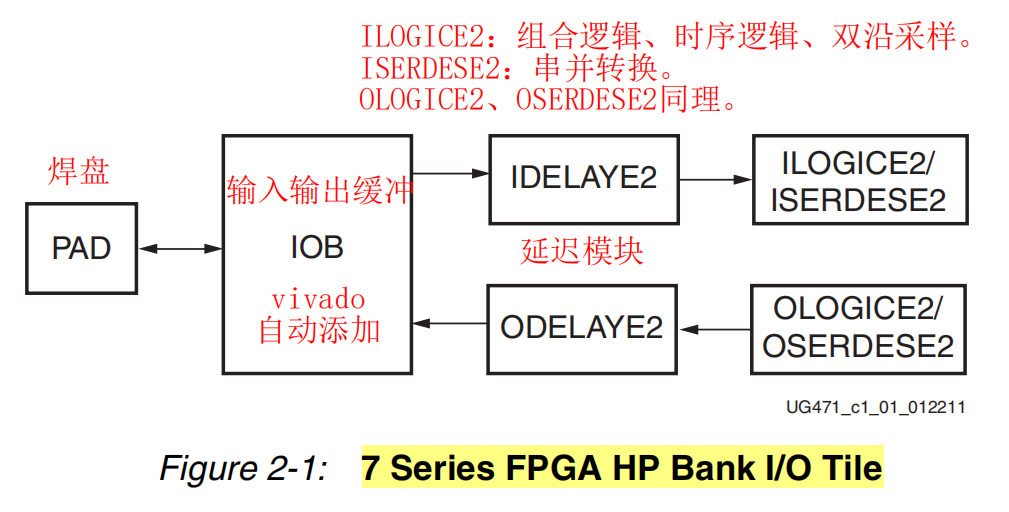 ILOGICE2：组合逻辑、时序逻辑、双沿采样。
ISERDESE2：串并转换。
OLOGICE2、OSERDESE2同理。
焊盘
PAD
输入输出缓冲
IOB
vivado
自动添加
IDELAYE2
ILOGICE2/
ISERDESE2
延迟模块
ODELAYE2
OLOGICE2/
OSERDESE2
UG471_c1_01_012211
Figure 2-1: 7 Series FPGA HP Bank I/O Tile